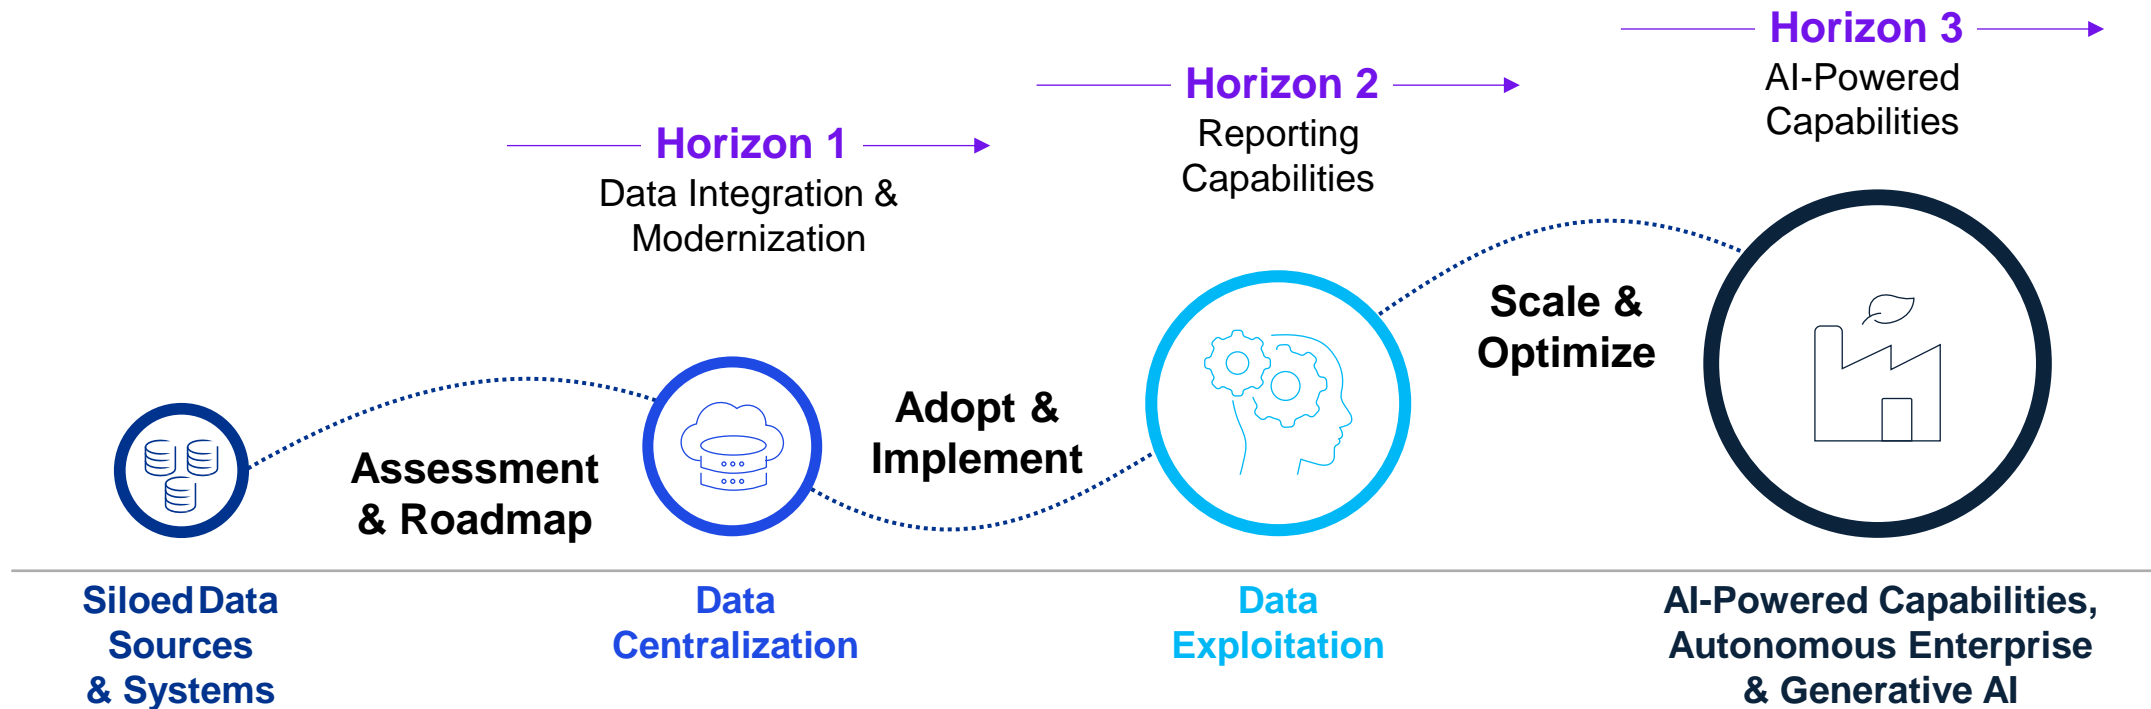 Horizon 3
AI-Powered
Capabilities
Horizon 2
Reporting
Capabilities
Horizon 1
Data Integration &
Modernization
Scale &
Optimize
Adopt &
Implement
Assessment
& Roadmap
Siloed Data
Sources
& Systems
Data
Centralization
Data
Exploitation
AI-Powered Capabilities,
Autonomous Enterprise
& Generative AI